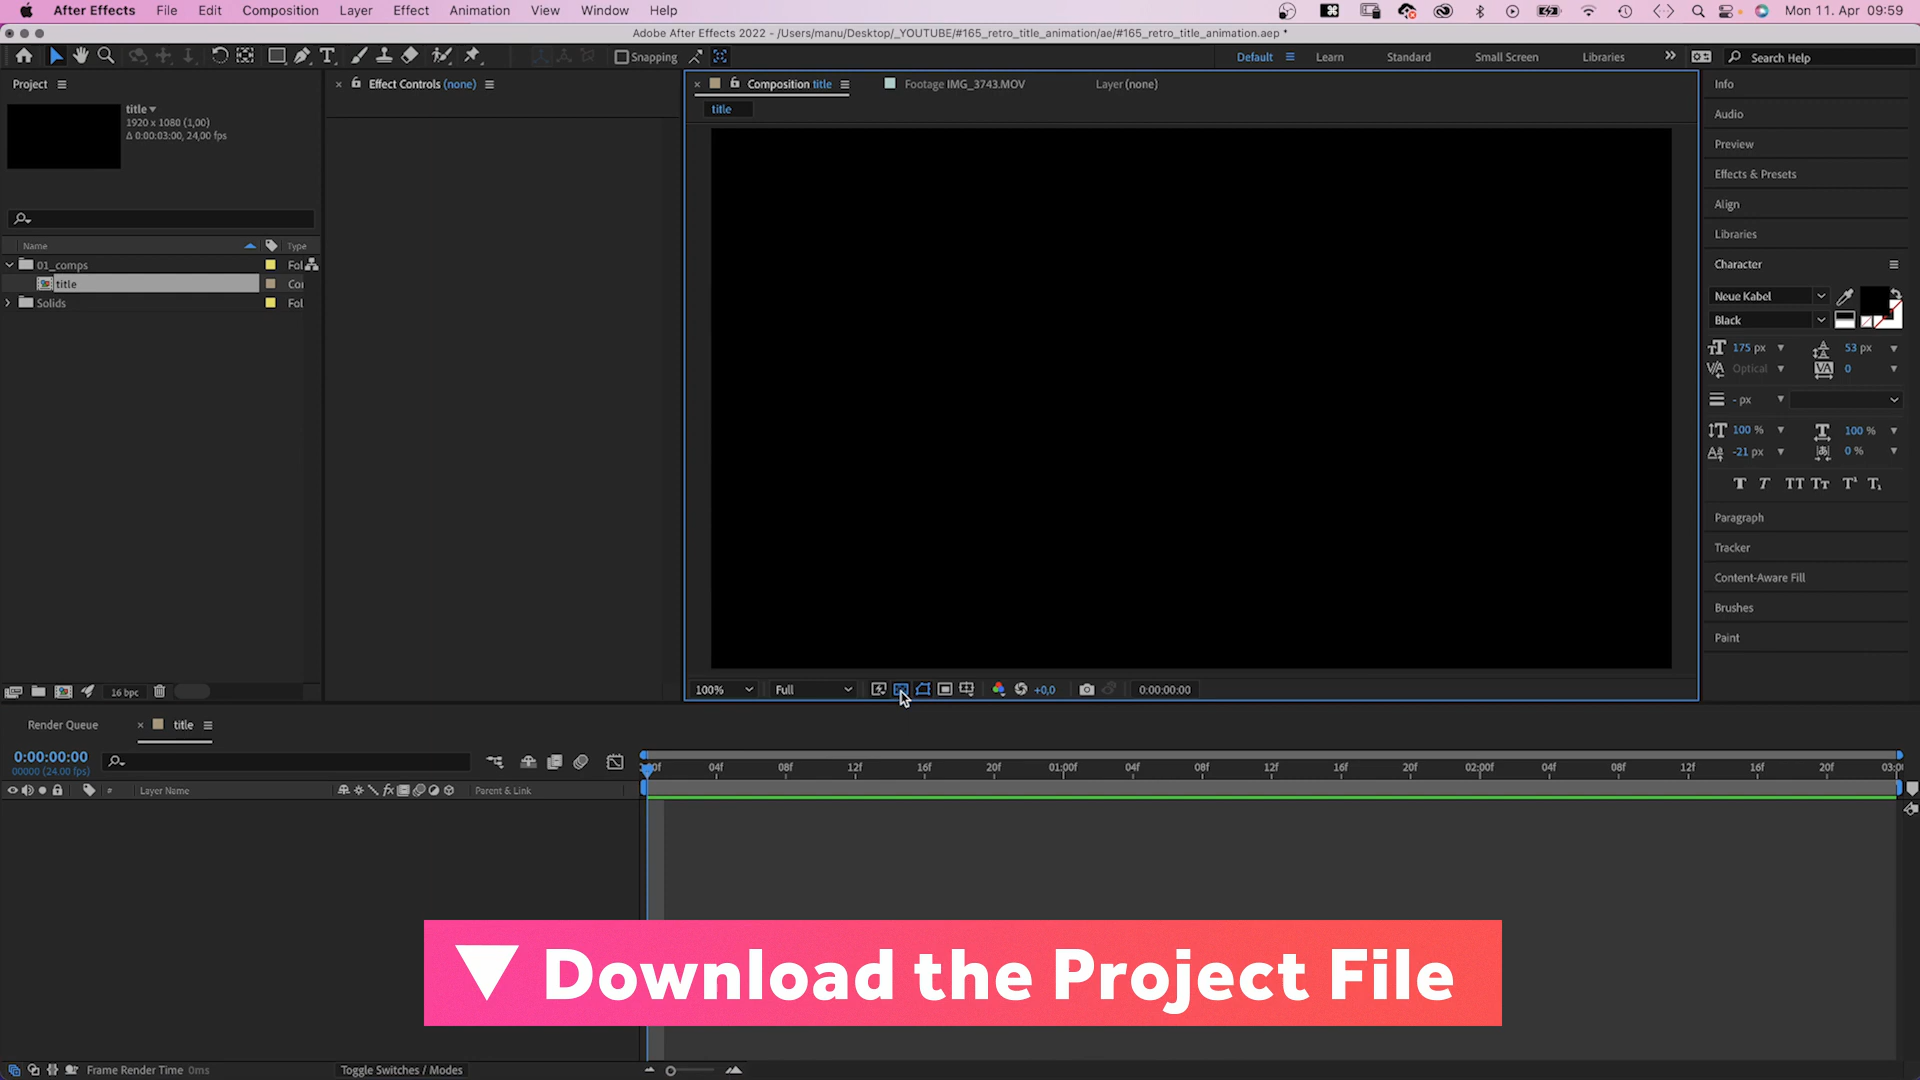 After Effects File Edit Composition Layer Effect Animation View Window Help Mon 11. Apr 09:59
Adobe After Effects 2022 - /Users/manu/Desktop/_YOUTUBE/#165_retro_title_animation/ae/#165_retro_title_animation.aep *
Snapping Default Learn Standard Small Screen Libraries Search Help
Project
title
1920 x 1080 (1,00)
Δ 0:00:03:00, 24,00 fps
Name Type
01_comps Fol
title Co
Solids Fol
16 bpc
Effect Controls (none)
Composition title Footage IMG_3743.MOV Layer (none)
title
100% Full +0,0 0:00:00:00
Info
Audio
Preview
Effects & Presets
Align
Libraries
Character
Neue Kabel
Black
175 px 53 px
Optical 0
- px
100 % 100 %
-21 px 0 %
Paragraph
Tracker
Content-Aware Fill
Brushes
Paint
Render Queue title
0:00:00:00
00000 (24.00 fps)
# Layer Name Parent & Link
04f 08f 12f 16f 20f 01:00f 04f 08f 12f 16f 20f 02:00f 04f 08f 12f 16f 20f 03:0
▼ Download the Project File
Frame Render Time 0ms Toggle Switches / Modes